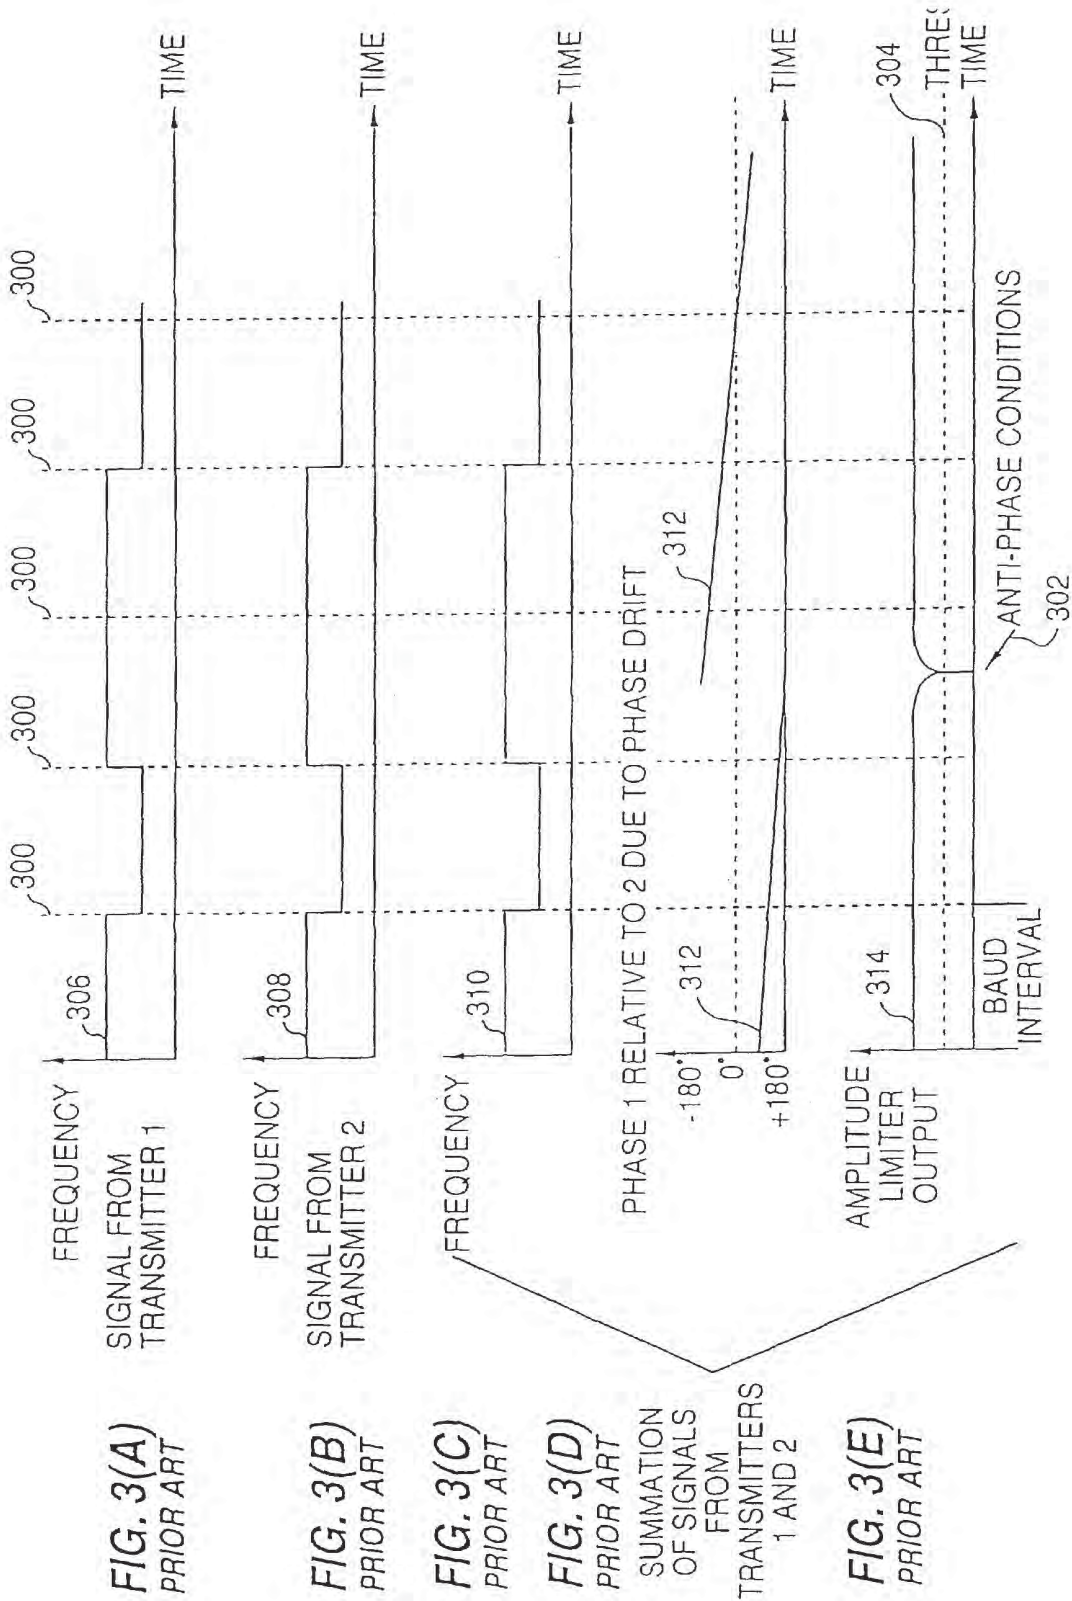 300
300
300
300
300
FREQUENCY
306
TIME
SIGNAL FROM
TRANSMITTER 1
FIG. 3(A)
PRIOR ART
FREQUENCY
308
TIME
SIGNAL FROM
TRANSMITTER 2
FIG. 3(B)
PRIOR ART
FREQUENCY
310
TIME
FIG. 3(C)
PRIOR ART
PHASE 1 RELATIVE TO 2 DUE TO PHASE DRIFT
-180°
0°
+180°
312
312
TIME
FIG. 3(D)
PRIOR ART
SUMMATION
OF SIGNALS
FROM
TRANSMITTERS
1 AND 2
AMPLITUDE
LIMITER
OUTPUT
314
304
THRES
TIME
BAUD
INTERVAL
ANTI-PHASE CONDITIONS
302
FIG. 3(E)
PRIOR ART